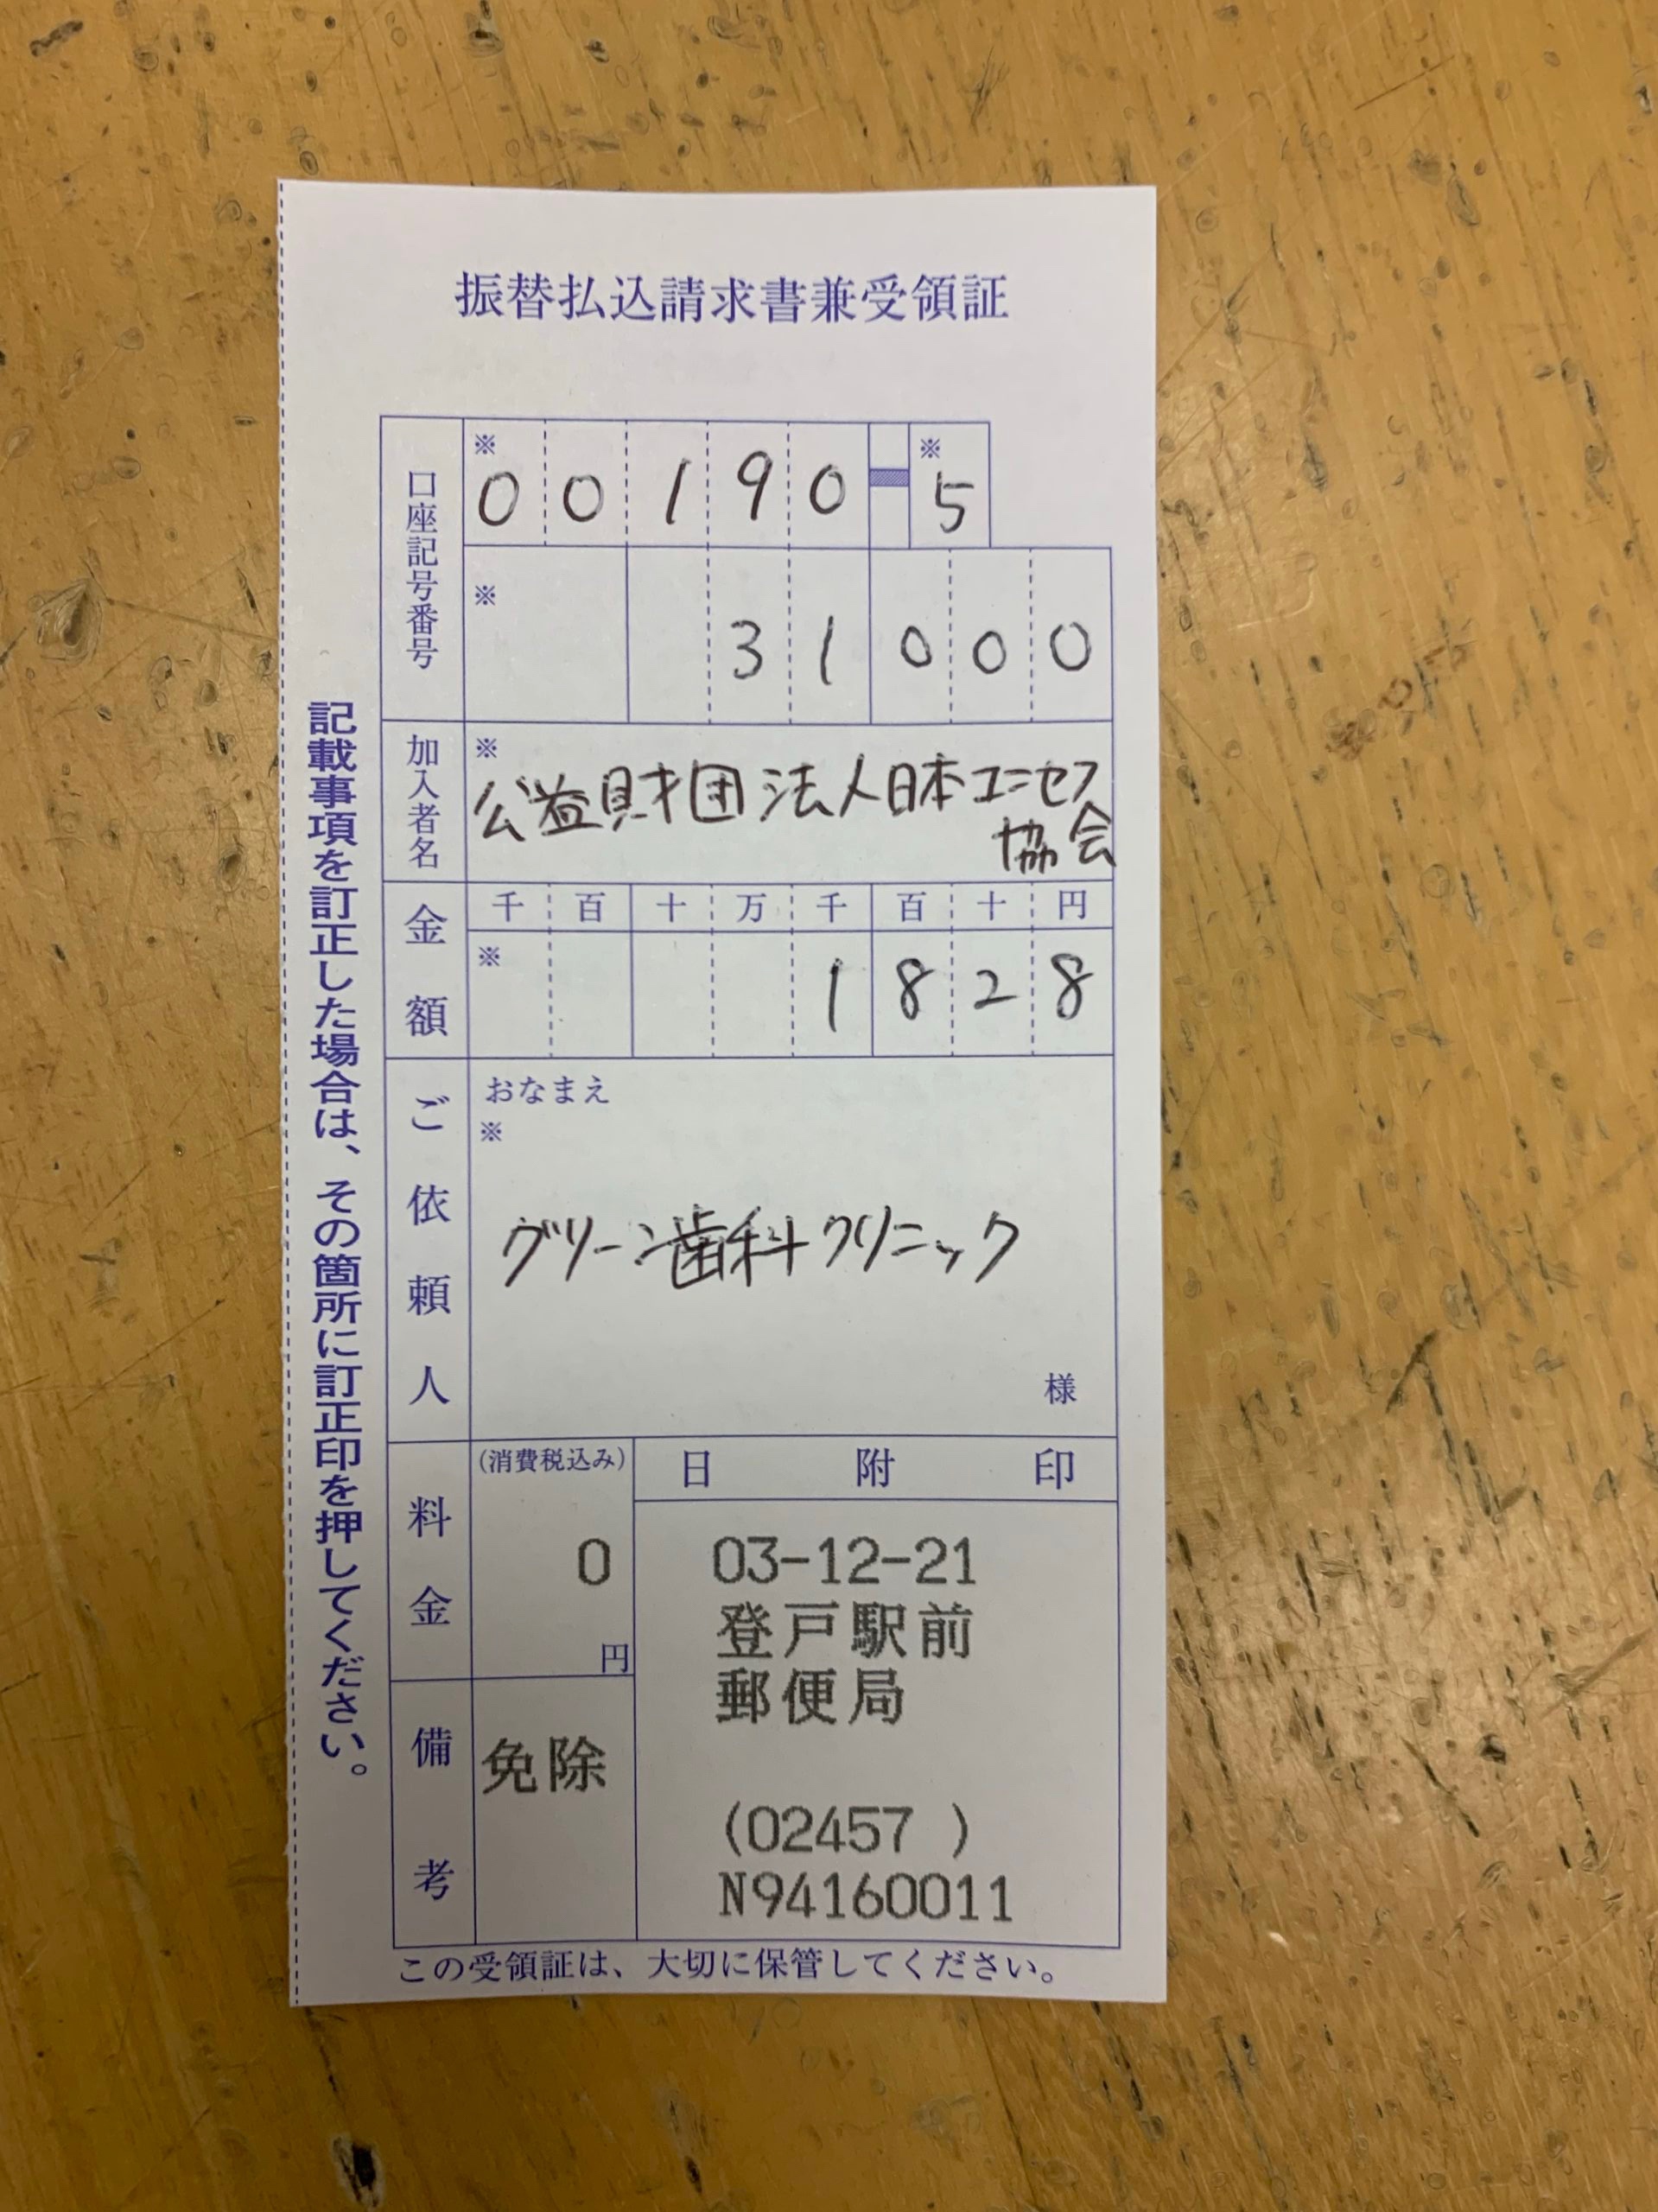 振替払込請求書兼受領証
口座記号番号
※
00190-5
※
31000
加入者名
※
公益財団法人日本ユニセフ
協会
金額
千百十万千百十円
※
1828
ご依頼人
おなまえ
※
グリーン歯科クリニック
様
料金
(消費税込み)
0
円
日附印
03-12-21
登戸駅前
郵便局
(02457 )
N94160011
備考
免除
この受領証は、大切に保管してください。
記載事項を訂正した場合は、その箇所に訂正印を押してください。